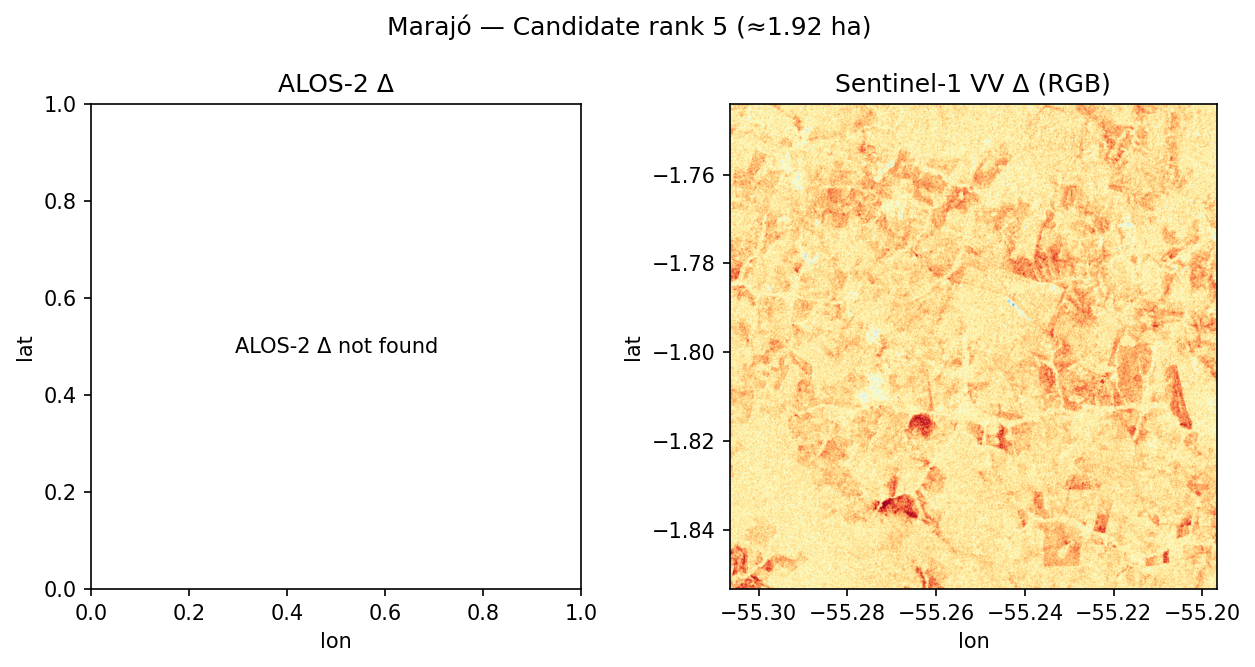 Marajó — Candidate rank 5 (≈1.92 ha)
ALOS-2 Δ
1.0
0.8
0.6
0.4
0.2
0.0
lat
ALOS-2 Δ not found
0.0 0.2 0.4 0.6 0.8 1.0
lon
Sentinel-1 VV Δ (RGB)
−1.76
−1.78
−1.80
−1.82
−1.84
lat
−55.30 −55.28 −55.26 −55.24 −55.22 −55.20
lon